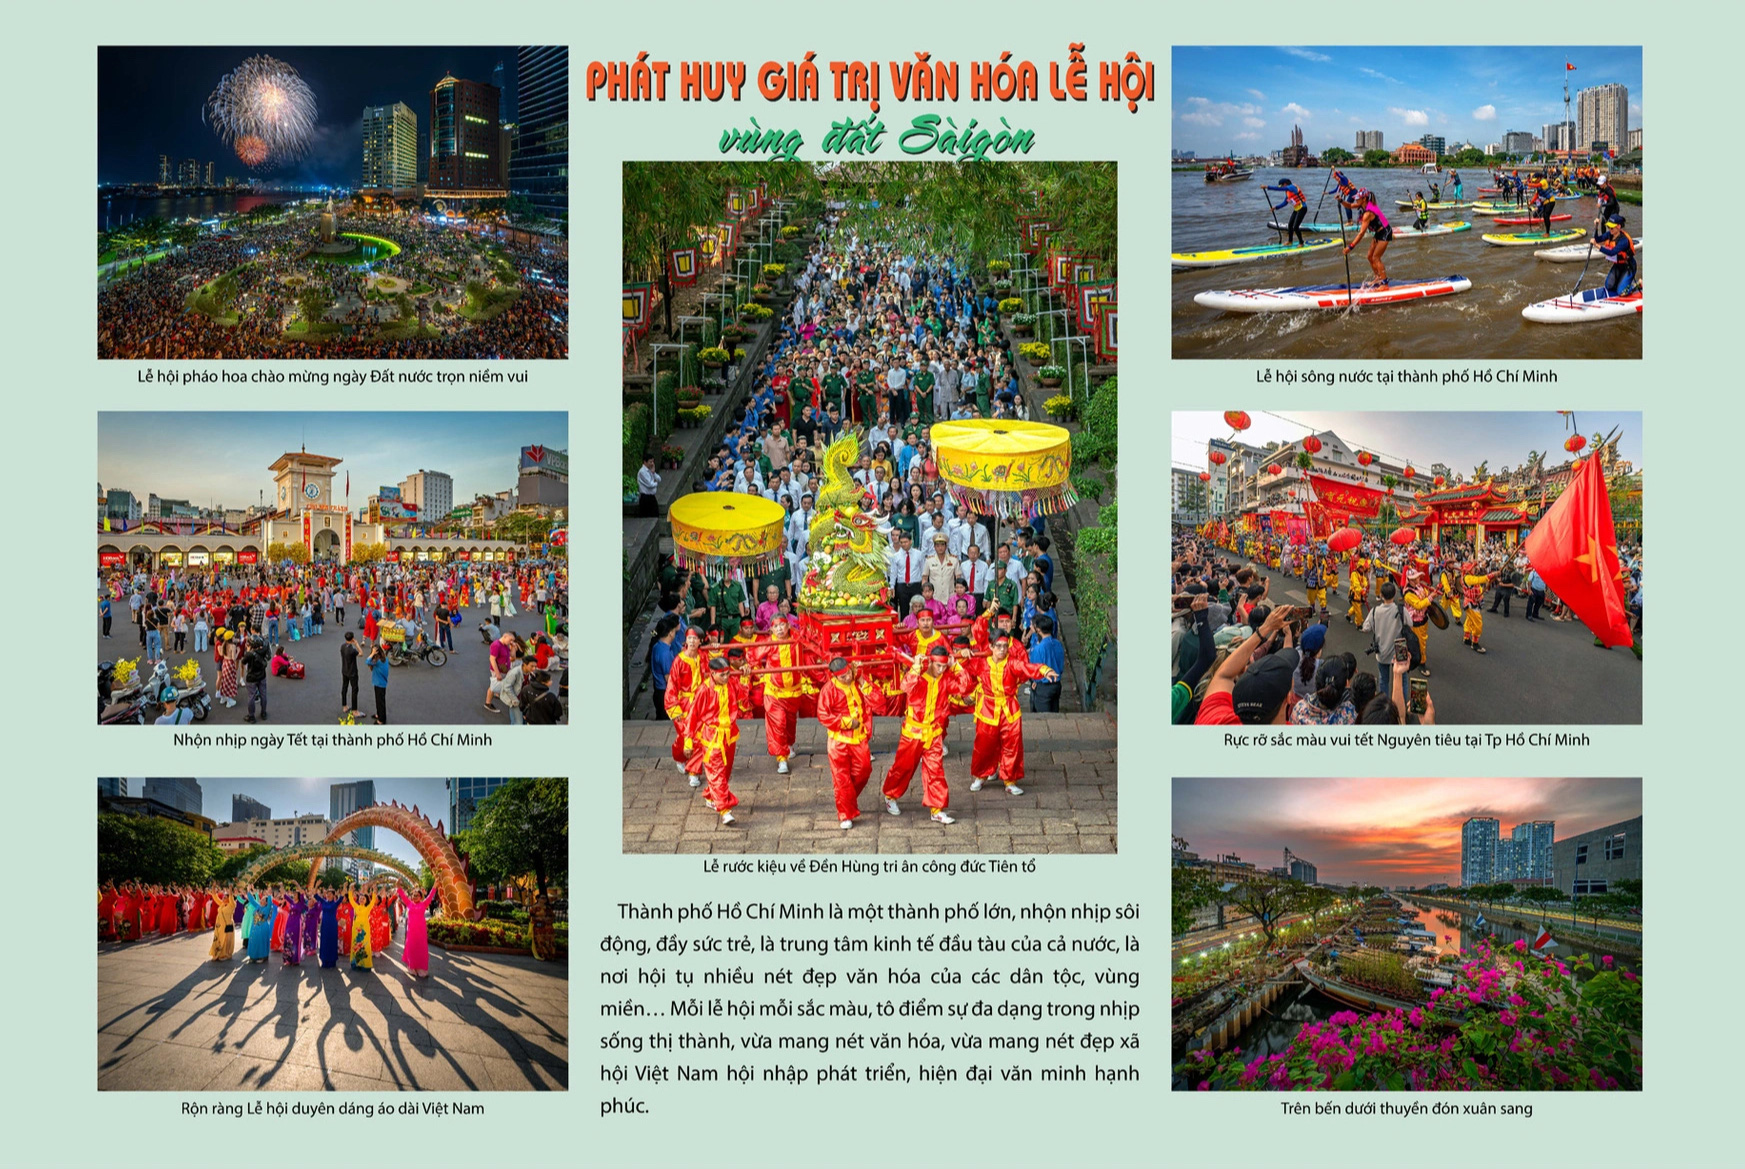 PHÁT HUY GIÁ TRỊ VĂN HÓA LỄ HỘI
vùng đất Sàigòn
Lễ hội pháo hoa chào mừng ngày Đất nước trọn niềm vui
Nhộn nhịp ngày Tết tại thành phố Hồ Chí Minh
Rộn ràng Lễ hội duyên dáng áo dài Việt Nam
Lễ rước kiệu về Đền Hùng tri ân công đức Tiên tổ
Thành phố Hồ Chí Minh là một thành phố lớn, nhộn nhịp sôi
động, đầy sức trẻ, là trung tâm kinh tế đầu tàu của cả nước, là
nơi hội tụ nhiều nét đẹp văn hóa của các dân tộc, vùng
miền... Mỗi lễ hội mỗi sắc màu, tô điểm sự đa dạng trong nhịp
sống thị thành, vừa mang nét văn hóa, vừa mang nét đẹp xã
hội Việt Nam hội nhập phát triển, hiện đại văn minh hạnh
phúc.
Lễ hội sông nước tại thành phố Hồ Chí Minh
Rực rỡ sắc màu vui tết Nguyên tiêu tại Tp Hồ Chí Minh
Trên bến dưới thuyền đón xuân sang